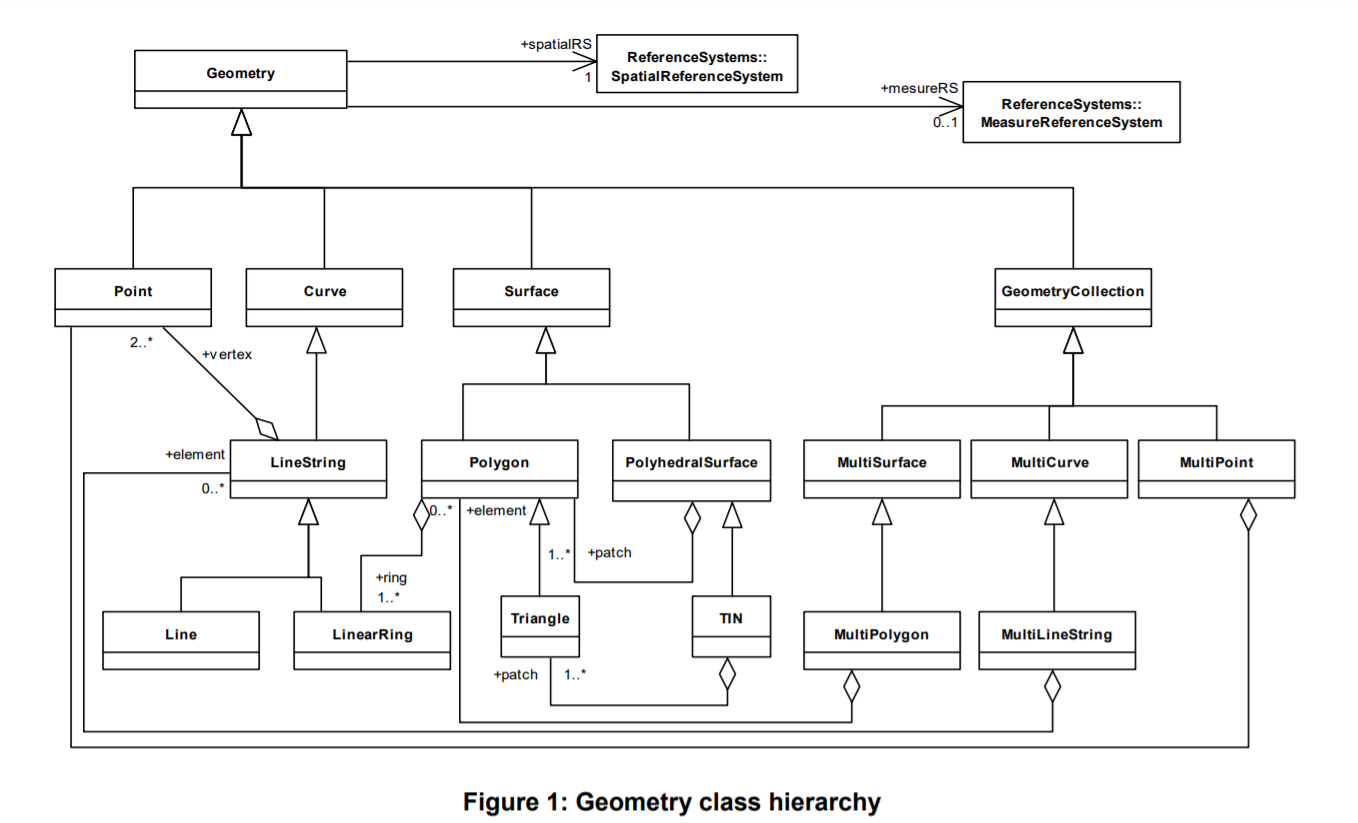 +spatialRS
ReferenceSystems::
Geometry
SpatialReferenceSystem
1
+mesureRS
ReferenceSystems::
0..1
MeasureReferenceSystem
Point
Curve
Surface
GeometryCollection
2..*
+vertex
+element
LineString
Polygon
PolyhedralSurface
MultiSurface
MultiCurve
MultiPoint
0..*
0..*
+element
1..*
+patch
+ring
1..*
Triangle
TIN
Line
LinearRing
MultiPolygon
MultiLineString
+patch
1..*
Figure 1: Geometry class hierarchy